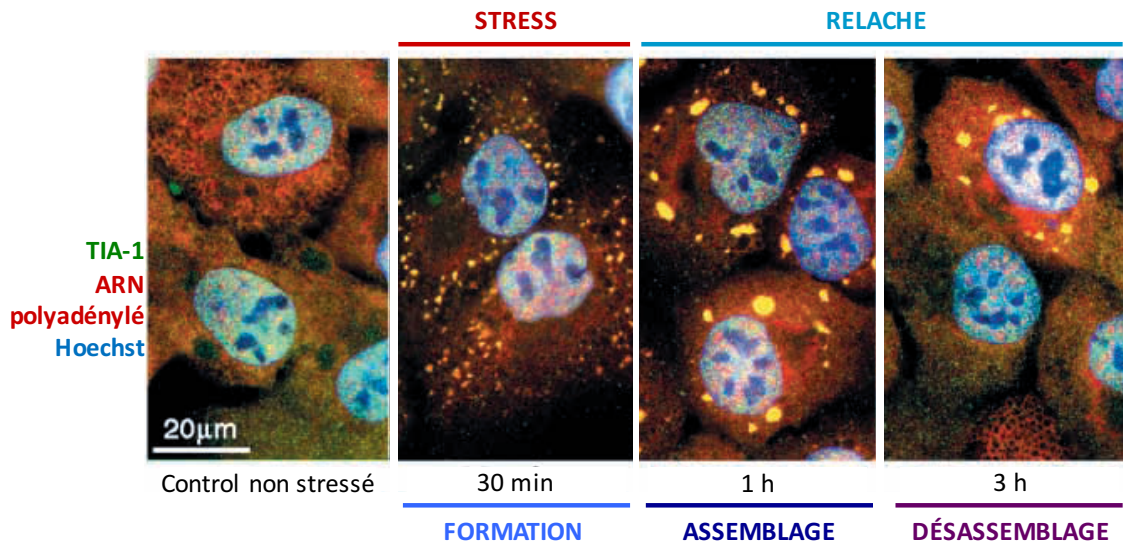 STRESS
RELACHE
TIA-1
ARN
polyadénylé
Hoechst
20µm
Control non stressé
30 min
1 h
3 h
FORMATION
ASSEMBLAGE
DÉSASSEMBLAGE